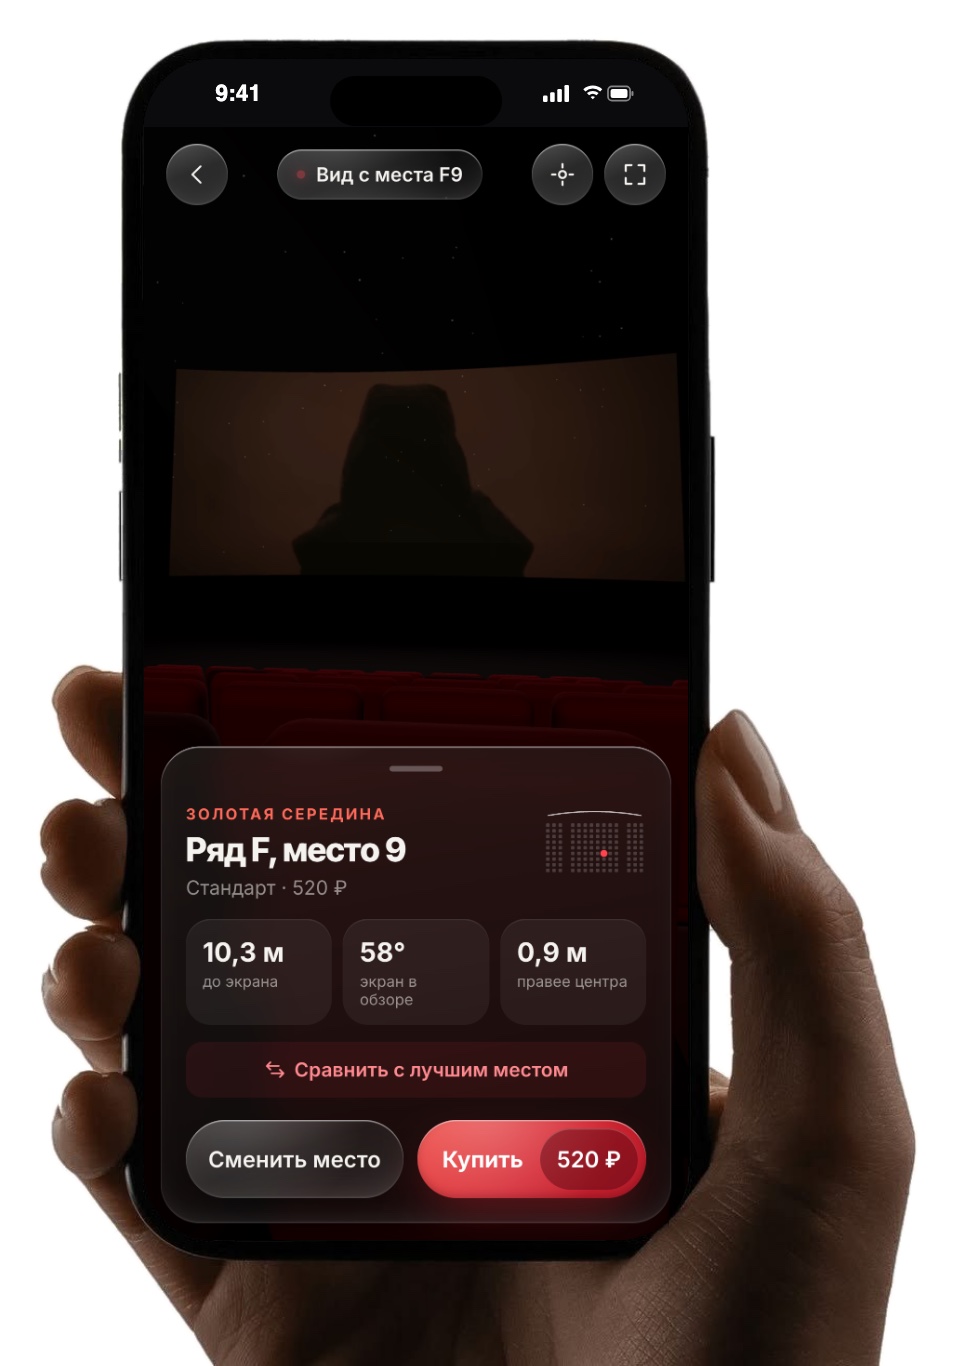 9:41
Вид с места F9
ЗОЛОТАЯ СЕРЕДИНА
Ряд F, место 9
Стандарт · 520 ₽
10,3 м
до экрана
58°
экран в
обзоре
0,9 м
правее центра
Сравнить с лучшим местом
Сменить место
Купить 520 ₽